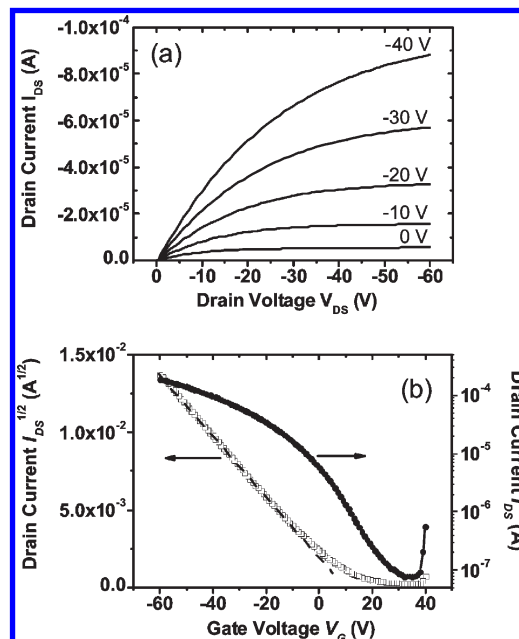 (a)
Drain Current I_DS (A)
-1.0x10⁻⁴
-8.0x10⁻⁵
-6.0x10⁻⁵
-4.0x10⁻⁵
-2.0x10⁻⁵
0.0
-40 V
-30 V
-20 V
-10 V
0 V
0 -10 -20 -30 -40 -50 -60
Drain Voltage V_DS (V)
(b)
Drain Current I_DS^1/2 (A^1/2)
1.5x10⁻²
1.0x10⁻²
5.0x10⁻³
0.0
10⁻⁴
10⁻⁵
10⁻⁶
10⁻⁷
Drain Current I_DS (A)
-60 -40 -20 0 20 40
Gate Voltage V_G (V)